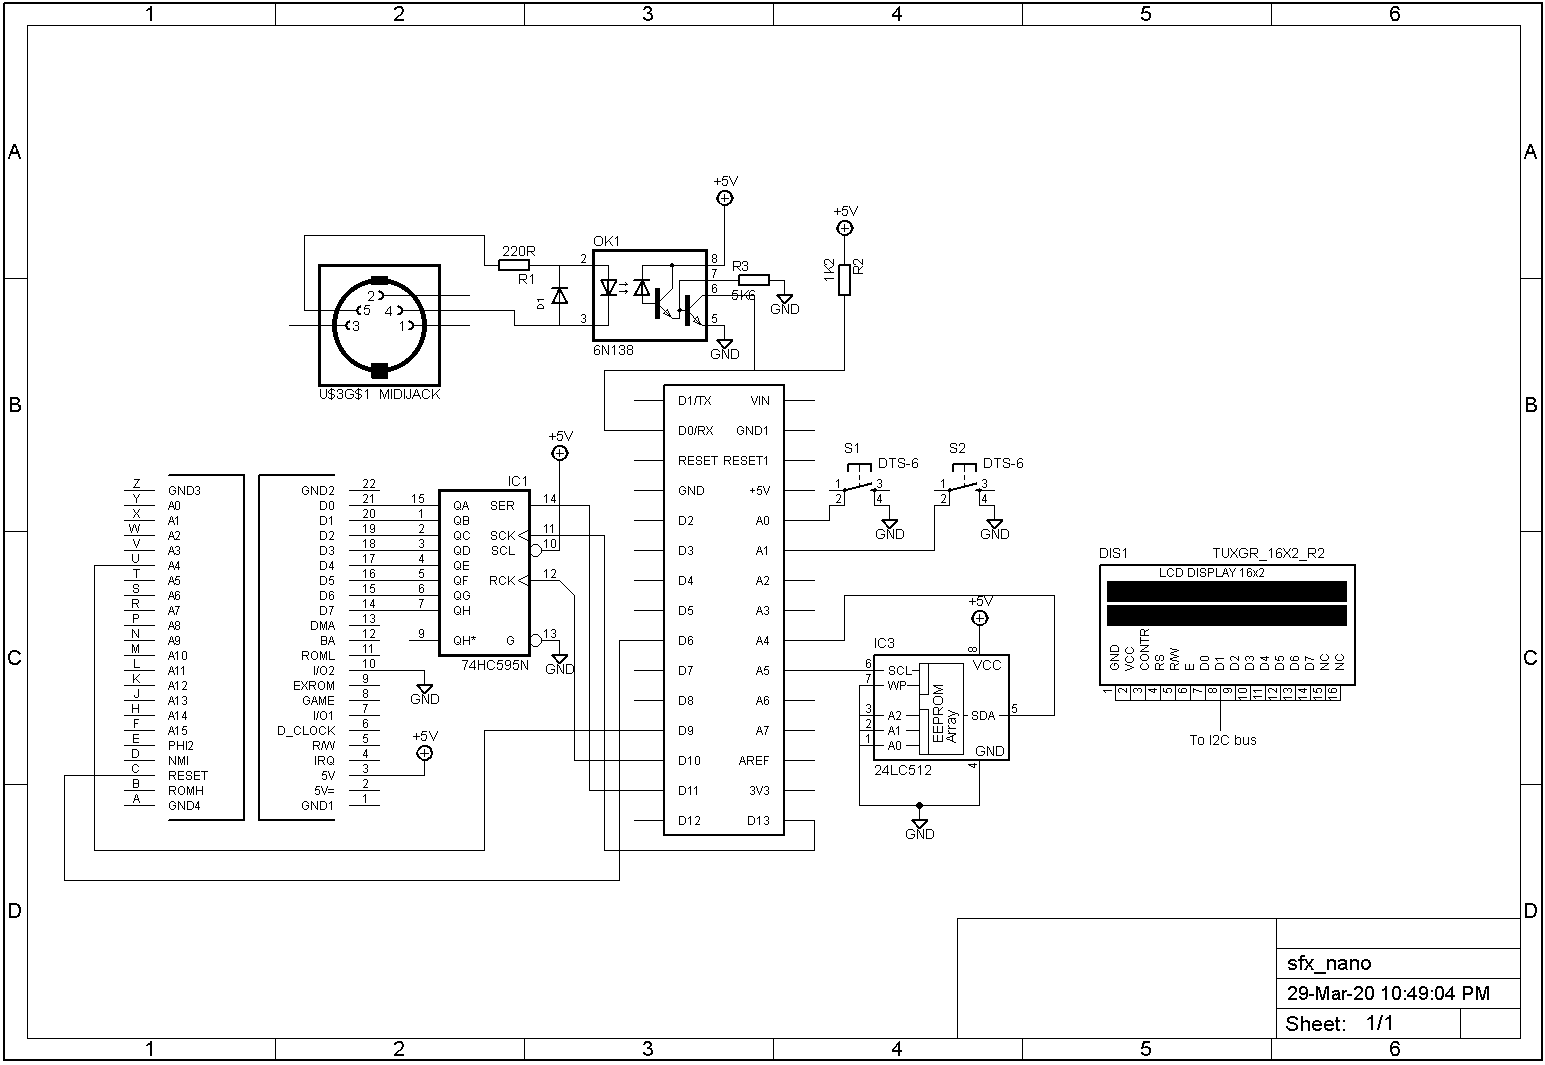 1 2 3 4 5 6
A A
+5V
+5V
OK1
220R
R1
D1
2
3
8
7
6
5
R3
5K6
1K2
R2
GND
GND
6N138
2
5 4
3 1
U$3G$1 MIDIJACK
B B
D1/TX VIN
D0/RX GND1
RESET RESET1
GND +5V
D2 A0
D3 A1
D4 A2
D5 A3
D6 A4
D7 A5
D8 A6
D9 A7
D10 AREF
D11 3V3
D12 D13
S1 DTS-6
1 3
2 4
GND
S2 DTS-6
1 3
2 4
GND
+5V
IC1
15 QA SER 14
1 QB
2 QC SCK 11
3 QD SCL 10
4 QE
5 QF RCK 12
6 QG
7 QH
9 QH* G 13
74HC595N
GND
Z GND3
Y A0
X A1
W A2
V A3
U A4
T A5
S A6
R A7
P A8
N A9
M A10
L A11
K A12
J A13
H A14
F A15
E PHI2
D NMI
C RESET
B ROMH
A GND4
GND2 22
D0 21
D1 20
D2 19
D3 18
D4 17
D5 16
D6 15
D7 14
DMA 13
BA 12
ROML 11
I/O2 10
EXROM 9
GAME 8
I/O1 7
D_CLOCK 6
R/W 5
IRQ 4
5V 3
5V= 2
GND1 1
GND
+5V
C C
+5V
IC3
8
VCC
6 SCL
7 WP
3 A2
2 A1
1 A0
EEPROM
Array
SDA 5
GND
4
24LC512
GND
DIS1 TUXGR_16X2_R2
LCD DISPLAY 16x2
GND VCC CONTR RS R/W E D0 D1 D2 D3 D4 D5 D6 D7 NC NC
1 2 3 4 5 6 7 8 9 10 11 12 13 14 15 16
To I2C bus
D D
sfx_nano
29-Mar-20 10:49:04 PM
Sheet: 1/1
1 2 3 4 5 6